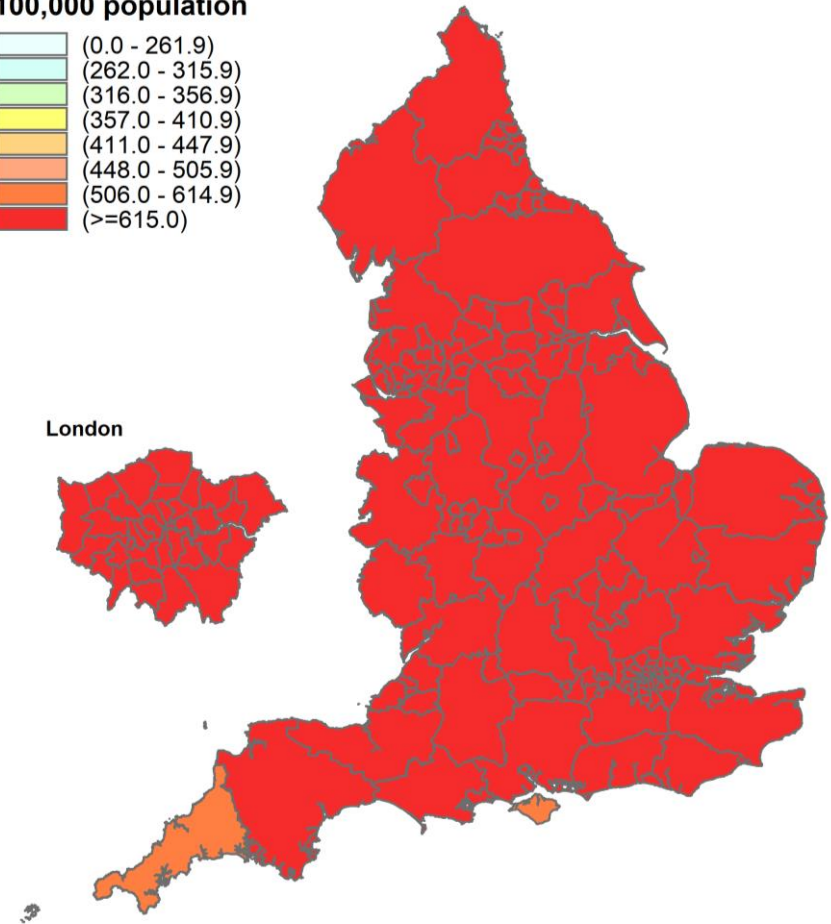 100,000 population
(0.0 - 261.9)
(262.0 - 315.9)
(316.0 - 356.9)
(357.0 - 410.9)
(411.0 - 447.9)
(448.0 - 505.9)
(506.0 - 614.9)
(>=615.0)
London